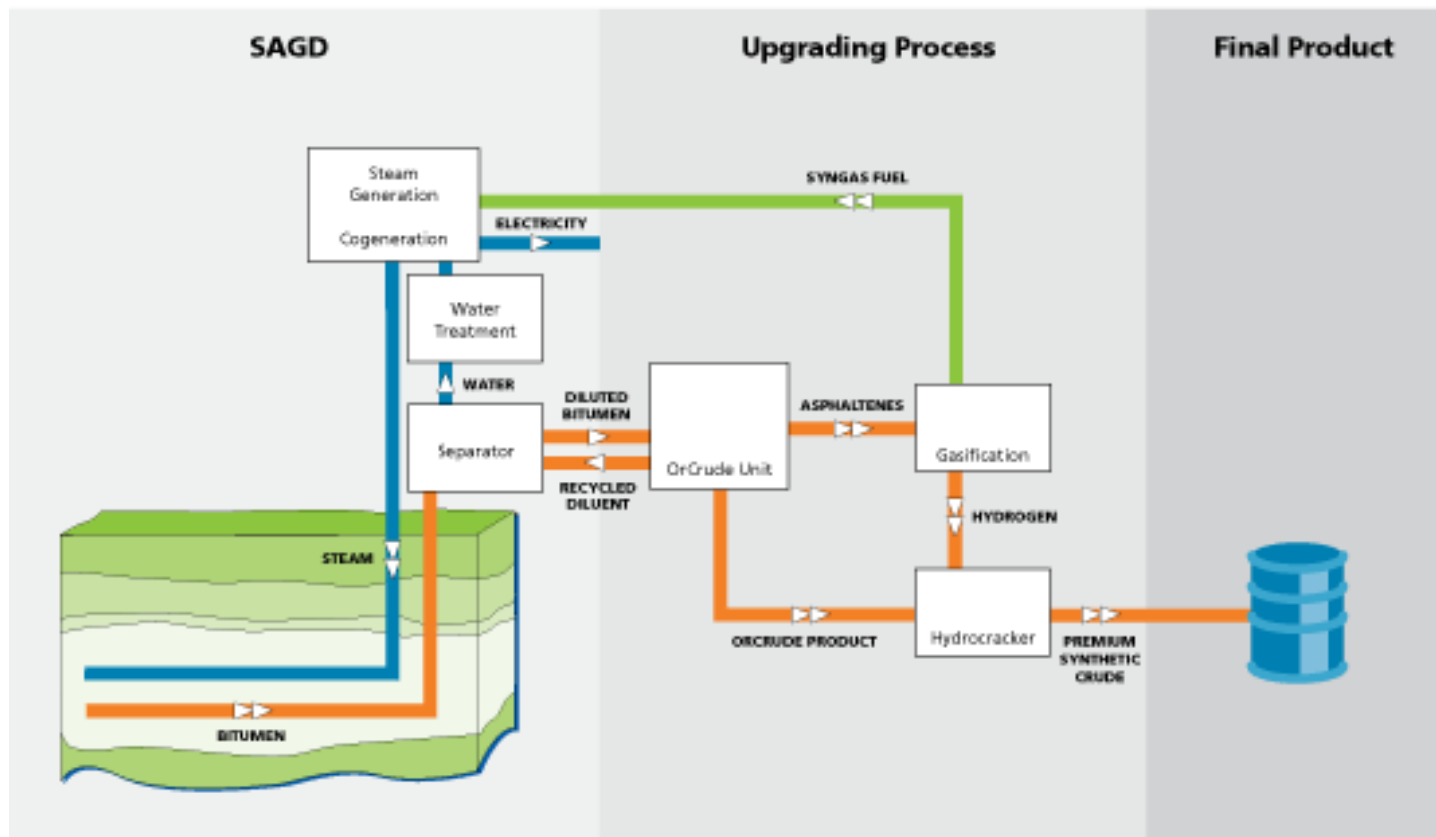 SAGD
Upgrading Process
Final Product
Steam
Generation
Cogeneration
SYNGAS FUEL
ELECTRICITY
Water
Treatment
WATER
DILUTED
BITUMEN
ASPHALTENES
Separator
OrCrude Unit
Gasification
RECYCLED
DILUENT
HYDROGEN
STEAM
ORCRUDE PRODUCT
Hydrocracker
PREMIUM
SYNTHETIC
CRUDE
BITUMEN